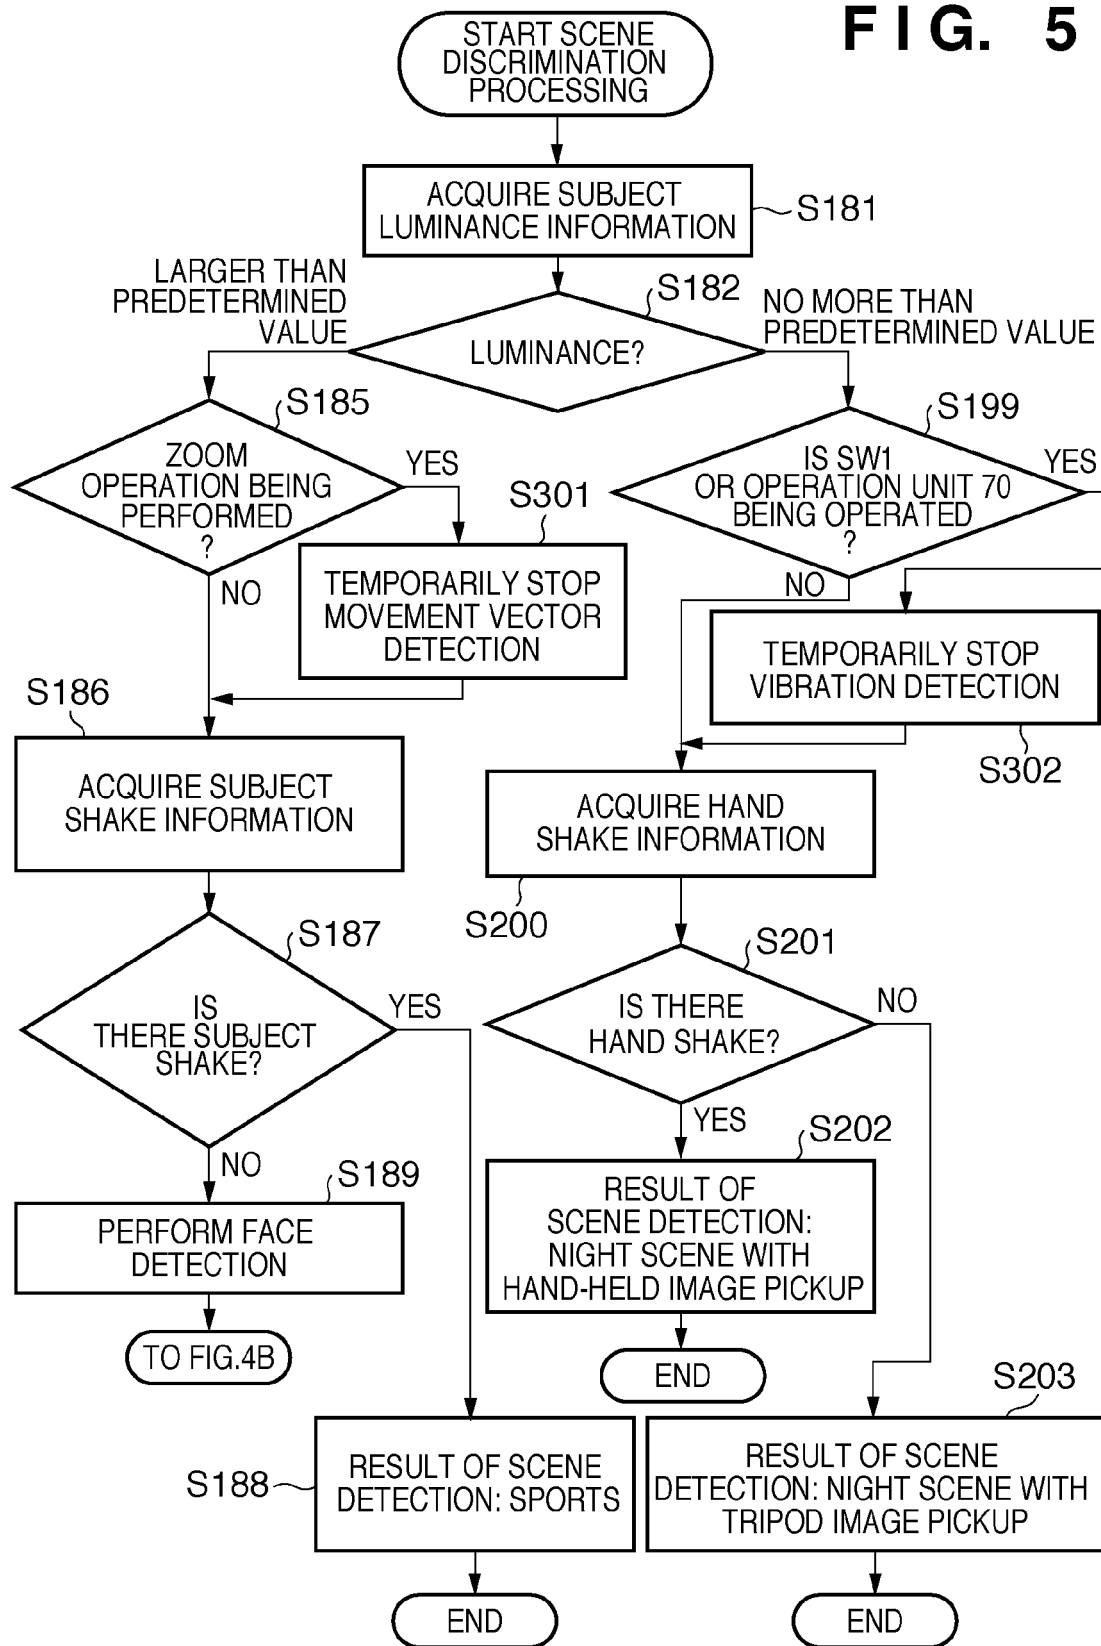 FIG. 5
START SCENE
DISCRIMINATION
PROCESSING
ACQUIRE SUBJECT
LUMINANCE INFORMATION
S181
LARGER THAN
PREDETERMINED
VALUE
S182
NO MORE THAN
PREDETERMINED VALUE
LUMINANCE?
S185
ZOOM
OPERATION BEING
PERFORMED
?
YES
NO
S301
TEMPORARILY STOP
MOVEMENT VECTOR
DETECTION
S199
IS SW1
OR OPERATION UNIT 70
BEING OPERATED
?
YES
NO
TEMPORARILY STOP
VIBRATION DETECTION
S302
S186
ACQUIRE SUBJECT
SHAKE INFORMATION
ACQUIRE HAND
SHAKE INFORMATION
S200
S187
IS
THERE SUBJECT
SHAKE?
YES
NO
S201
IS THERE
HAND SHAKE?
NO
YES
S189
PERFORM FACE
DETECTION
TO FIG.4B
S202
RESULT OF
SCENE DETECTION:
NIGHT SCENE WITH
HAND-HELD IMAGE PICKUP
END
S188
RESULT OF SCENE
DETECTION: SPORTS
END
S203
RESULT OF SCENE
DETECTION: NIGHT SCENE WITH
TRIPOD IMAGE PICKUP
END